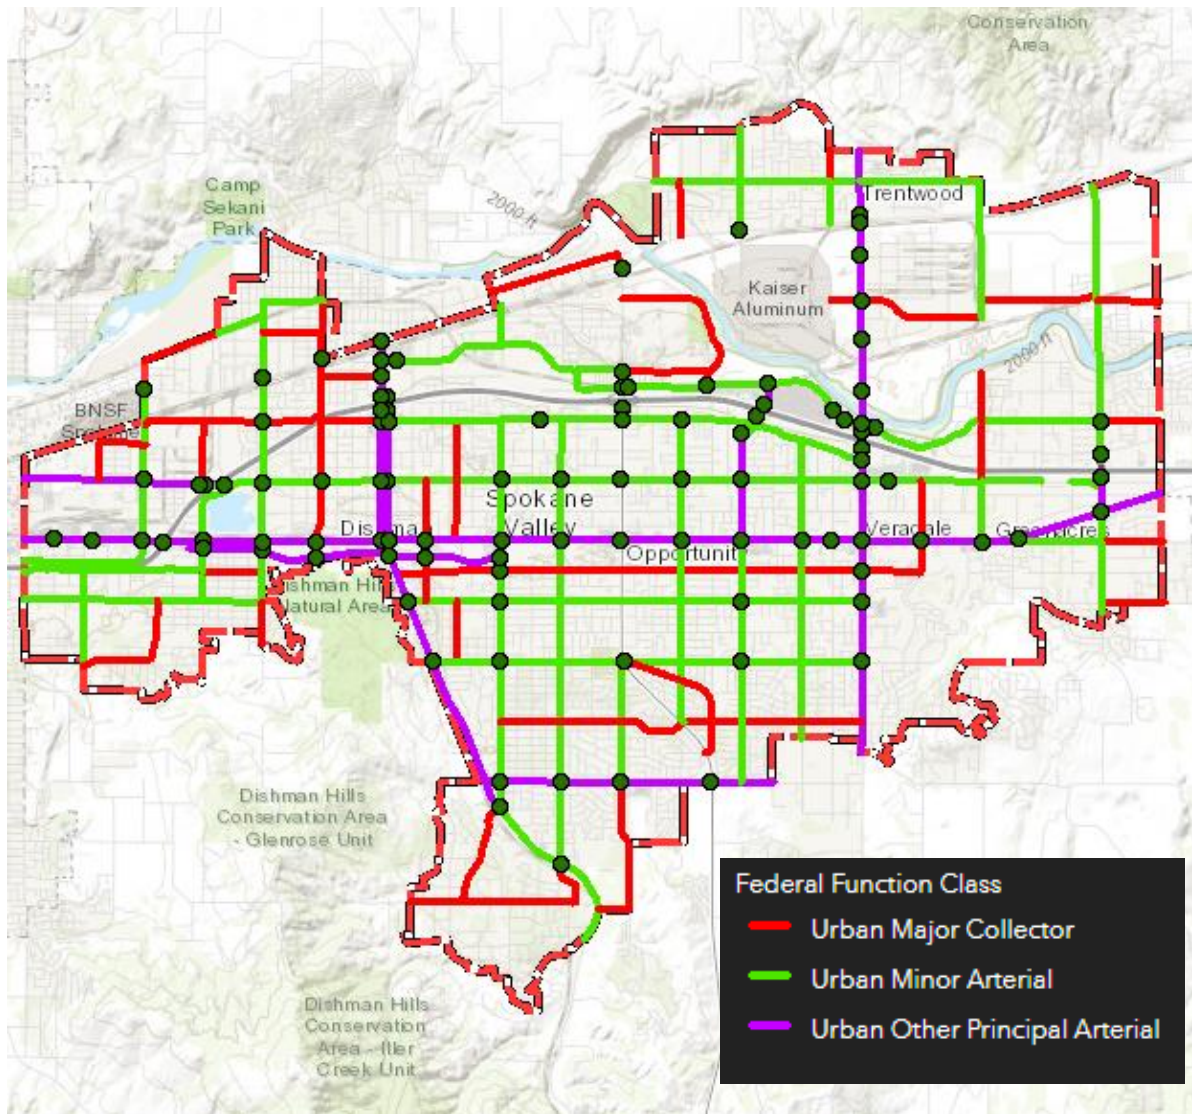 Conservation
Area
Camp
Sekani
Park
2000 ft
Trentwood
Kaiser
Aluminum
2000 ft
BNSF
Spokane
Spokane
Valley
Veradale
Opportunit
Dishman Hills
Conservation Area
- Glenrose Unit
Federal Function Class
Urban Major Collector
Urban Minor Arterial
Urban Other Principal Arterial
Dishman Hills
Conservation
Area - Iller
Creek Unit